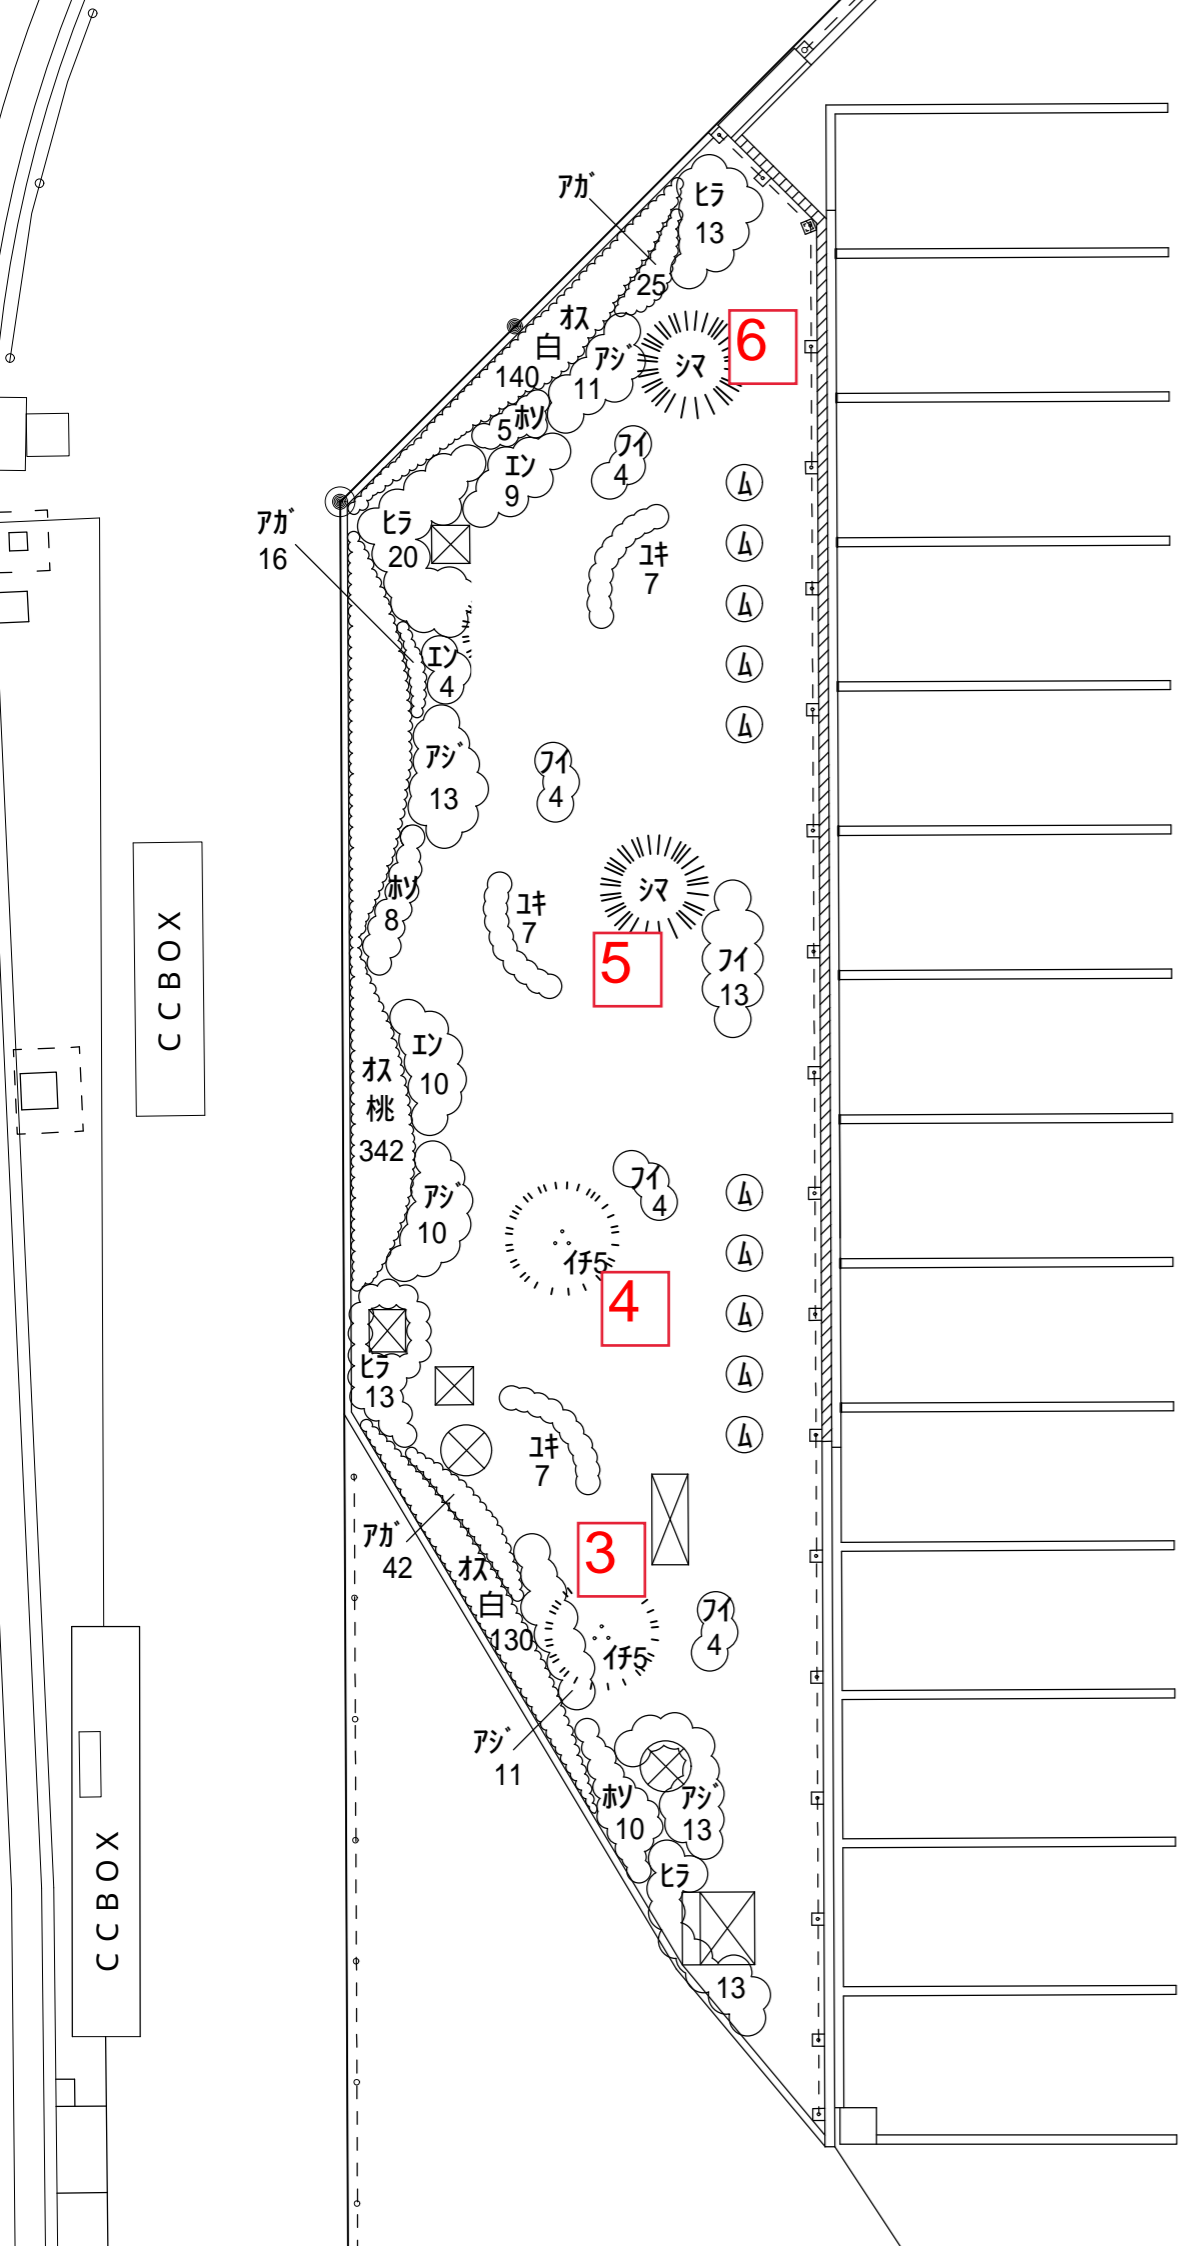 ｱｶﾞ
ﾋﾗ
13
25
ｵｽ
白
140
ｱｼﾞ
11
ｼﾏ
6
5 ﾎｿ
ｴﾝ
9
ﾌｲ
4
ﾑ
ｱｶﾞ
16
ﾋﾗ
20
ﾕｷ
7
ﾑ
ﾑ
ﾑ
ﾑ
ｴﾝ
4
ｱｼﾞ
13
ﾌｲ
4
ﾎｿ
8
ﾕｷ
7
ｼﾏ
5
ﾌｲ
13
CCBOX
ｴﾝ
10
ｵｽ
桃
342
ｱｼﾞ
10
ﾌｲ
4
ｲﾁ5
4
ﾑ
ﾑ
ﾑ
ﾑ
ﾑ
ﾋﾗ
13
ﾕｷ
7
ｱｶﾞ
42
ｵｽ
白
130
3
ｲﾁ5
ﾌｲ
4
ｱｼﾞ
11
ﾎｿ
10
ｱｼﾞ
13
ﾋﾗ
13
CCBOX